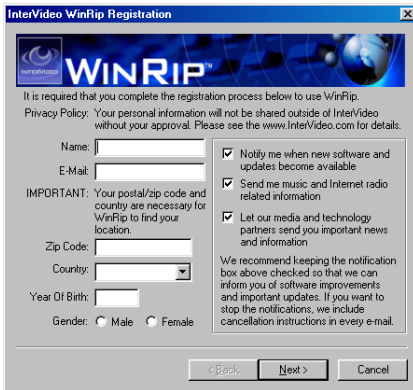 InterVideo WinRip Registration
INTERVIDEO
WINRIP™
It is required that you complete the registration process below to use WinRip.
Privacy Policy: Your personal information will not be shared outside of InterVideo
without your approval. Please see the www.InterVideo.com for details.
Name:
E-Mail:
IMPORTANT: Your postal/zip code and
country are necessary for
WinRip to find your
location.
Zip Code:
Country:
Year Of Birth:
Gender: Male Female
Notify me when new software and
updates become available
Send me music and Internet radio
related information
Let our media and technology
partners send you important news
and information
We recommend keeping the notification
box above checked so that we can
inform you of software improvements
and important updates. If you want to
stop the notifications, we include
cancellation instructions in every e-mail.
< Back Next > Cancel